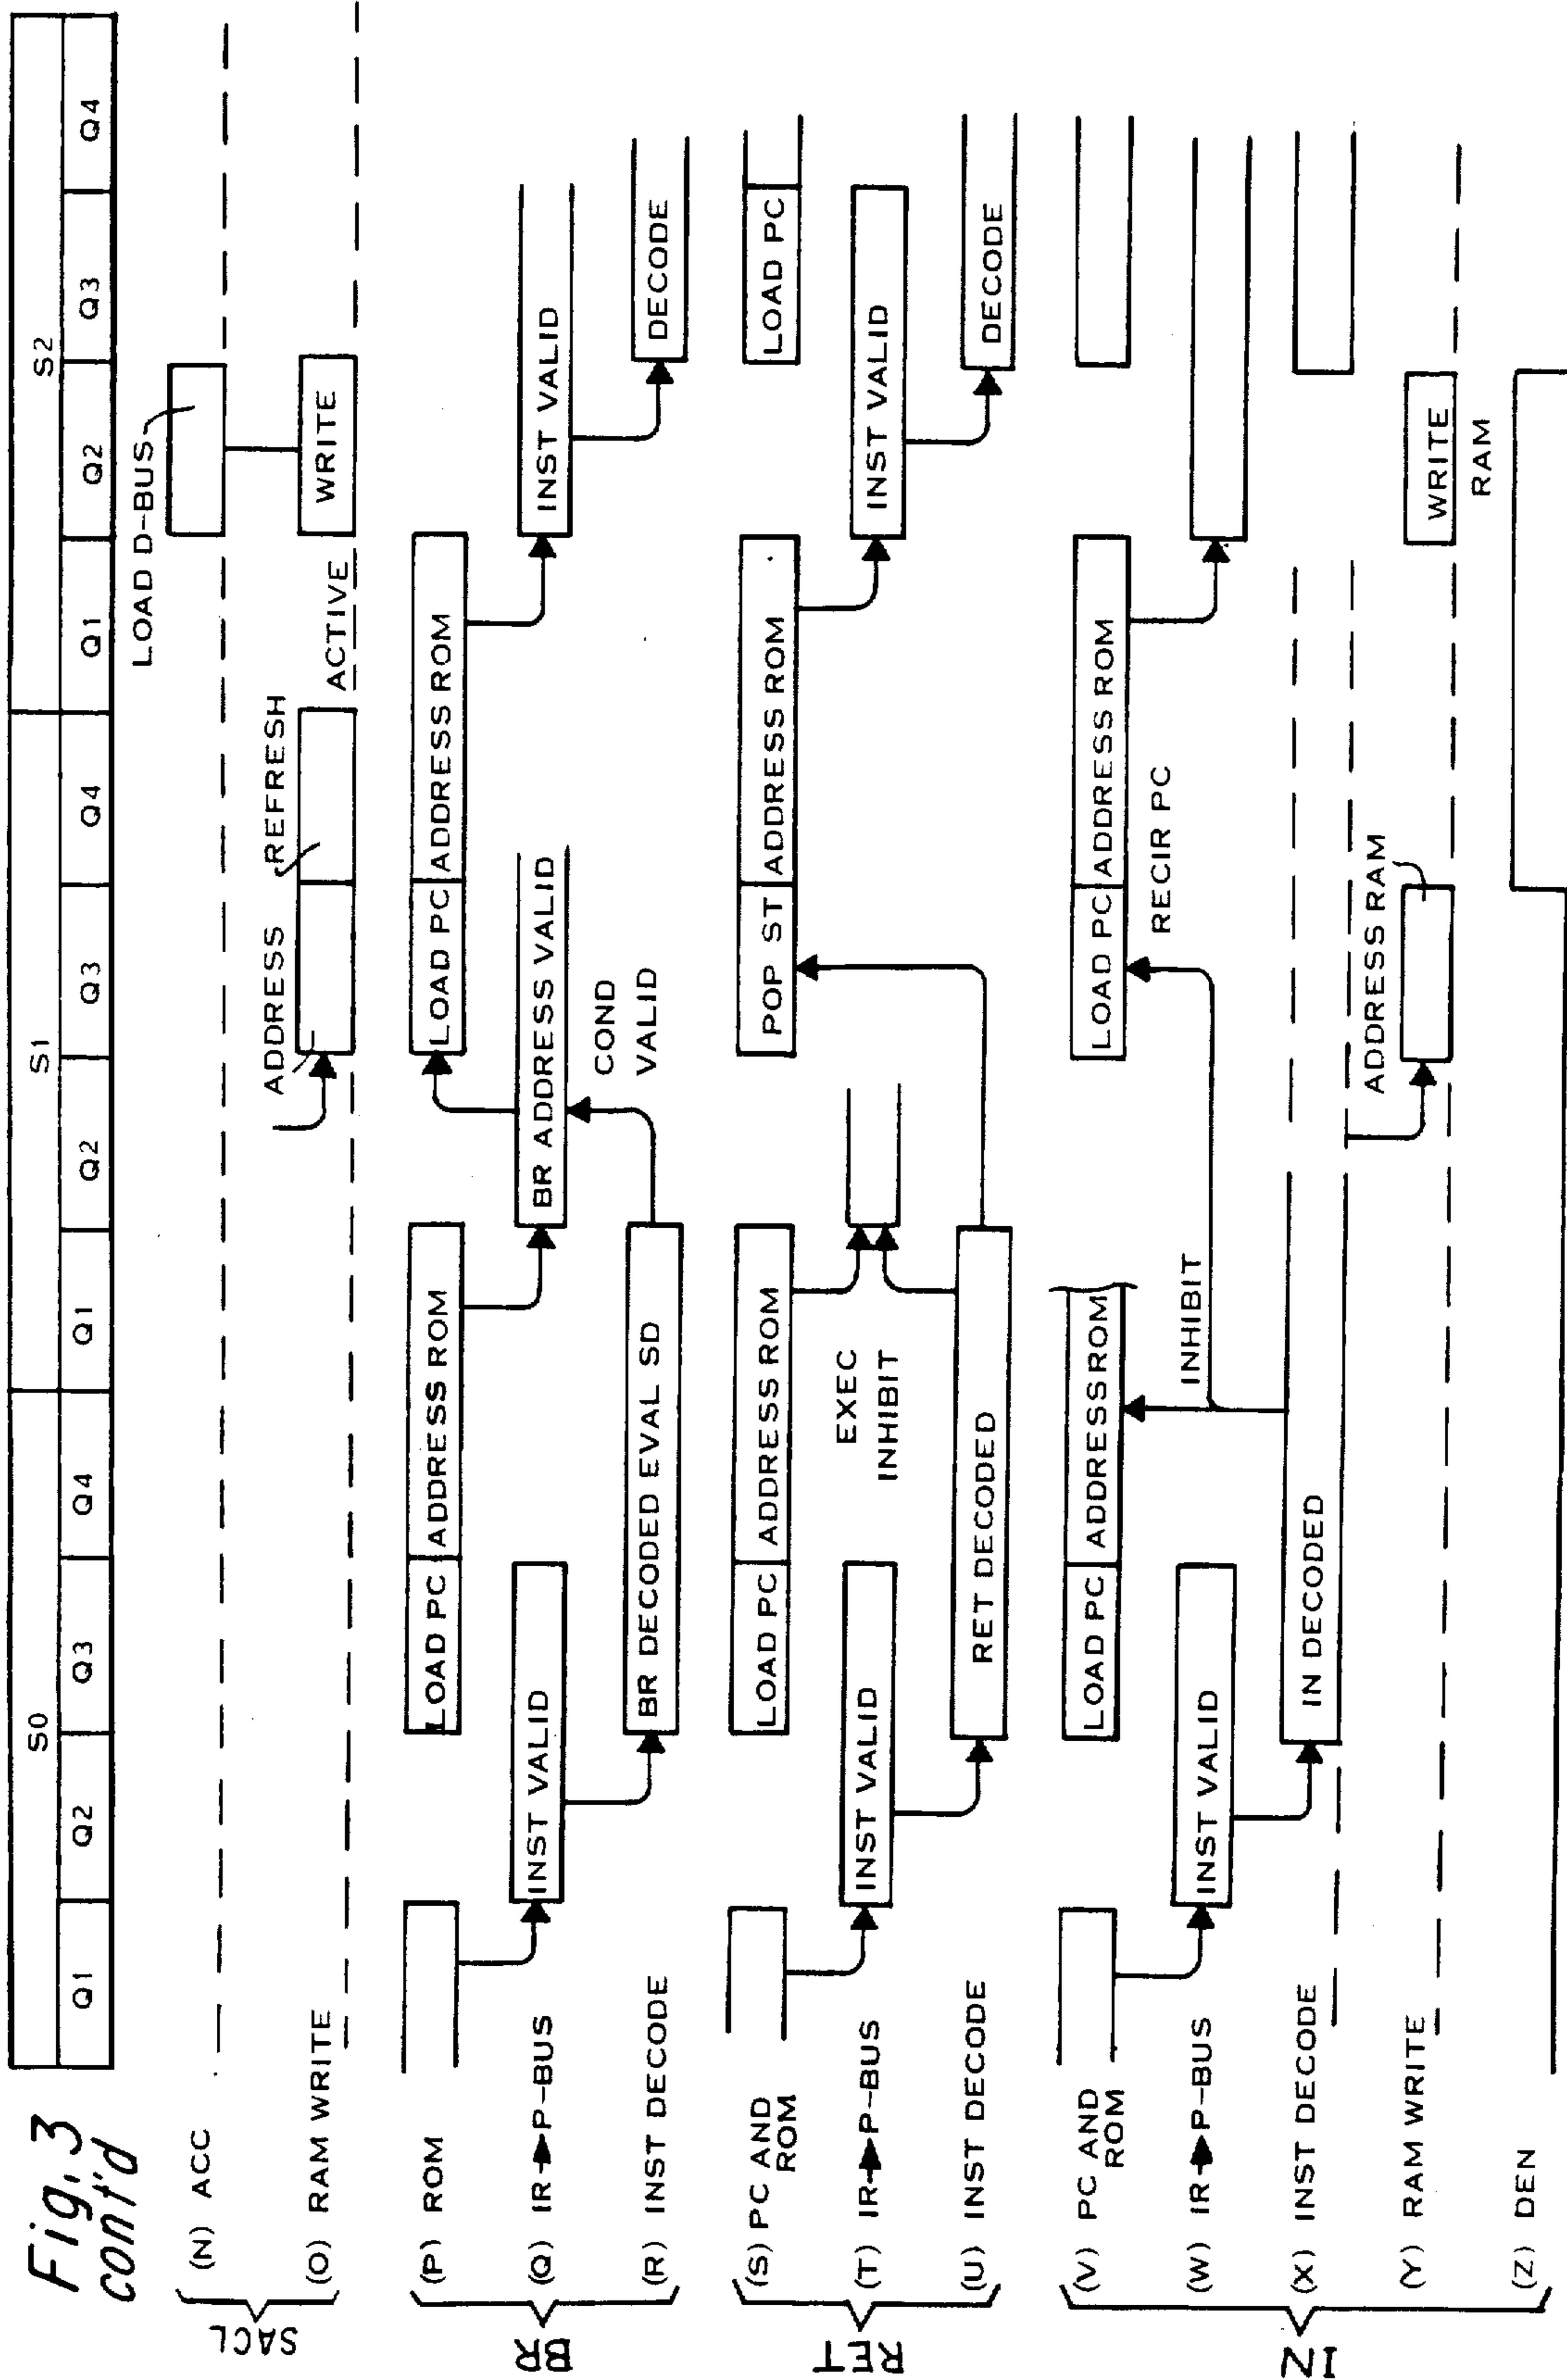 Fig. 3
cont'd
S0 S1 S2
Q1 Q2 Q3 Q4 Q1 Q2 Q3 Q4 Q1 Q2 Q3 Q4
SACL
(N) ACC
LOAD D-BUS
(O) RAM WRITE
ADDRESS
REFRESH
ACTIVE
WRITE
BR
(P) ROM
LOAD PC ADDRESS ROM
LOAD PC ADDRESS ROM
(Q) IR→P-BUS
INST VALID
BR ADDRESS VALID
INST VALID
(R) INST DECODE
BR DECODED EVAL SD
COND
VALID
DECODE
RET
(S) PC AND
ROM
LOAD PC ADDRESS ROM
POP ST ADDRESS ROM
LOAD PC
(T) IR→P-BUS
INST VALID
EXEC
INHIBIT
INST VALID
(U) INST DECODE
RET DECODED
DECODE
IN
(V) PC AND
ROM
LOAD PC ADDRESS ROM
LOAD PC ADDRESS ROM
RECIR PC
(W) IR→P-BUS
INST VALID
INHIBIT
(X) INST DECODE
IN DECODED
(Y) RAM WRITE
ADDRESS RAM
WRITE
RAM
(Z) DEN